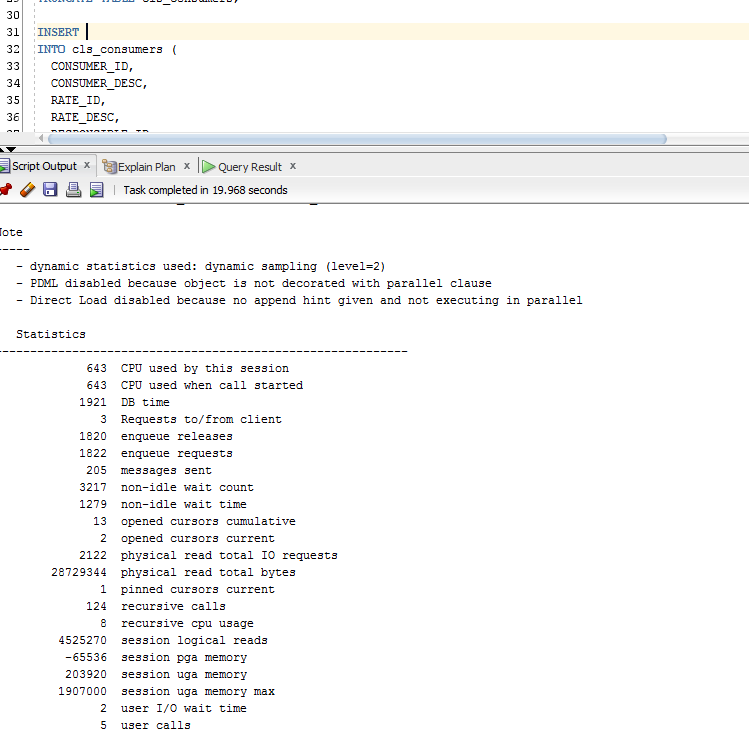 30
31 INSERT
32 INTO cls_consumers (
33 CONSUMER_ID,
34 CONSUMER_DESC,
35 RATE_ID,
36 RATE_DESC,
Script Output x Explain Plan x Query Result x
Task completed in 19.968 seconds
-----
- dynamic statistics used: dynamic sampling (level=2)
- PDML disabled because object is not decorated with parallel clause
- Direct Load disabled because no append hint given and not executing in parallel
Statistics
-----------------------------------------------------------
643 CPU used by this session
643 CPU used when call started
1921 DB time
3 Requests to/from client
1820 enqueue releases
1822 enqueue requests
205 messages sent
3217 non-idle wait count
1279 non-idle wait time
13 opened cursors cumulative
2 opened cursors current
2122 physical read total IO requests
28729344 physical read total bytes
1 pinned cursors current
124 recursive calls
8 recursive cpu usage
4525270 session logical reads
-65536 session pga memory
203920 session uga memory
1907000 session uga memory max
2 user I/O wait time
5 user calls